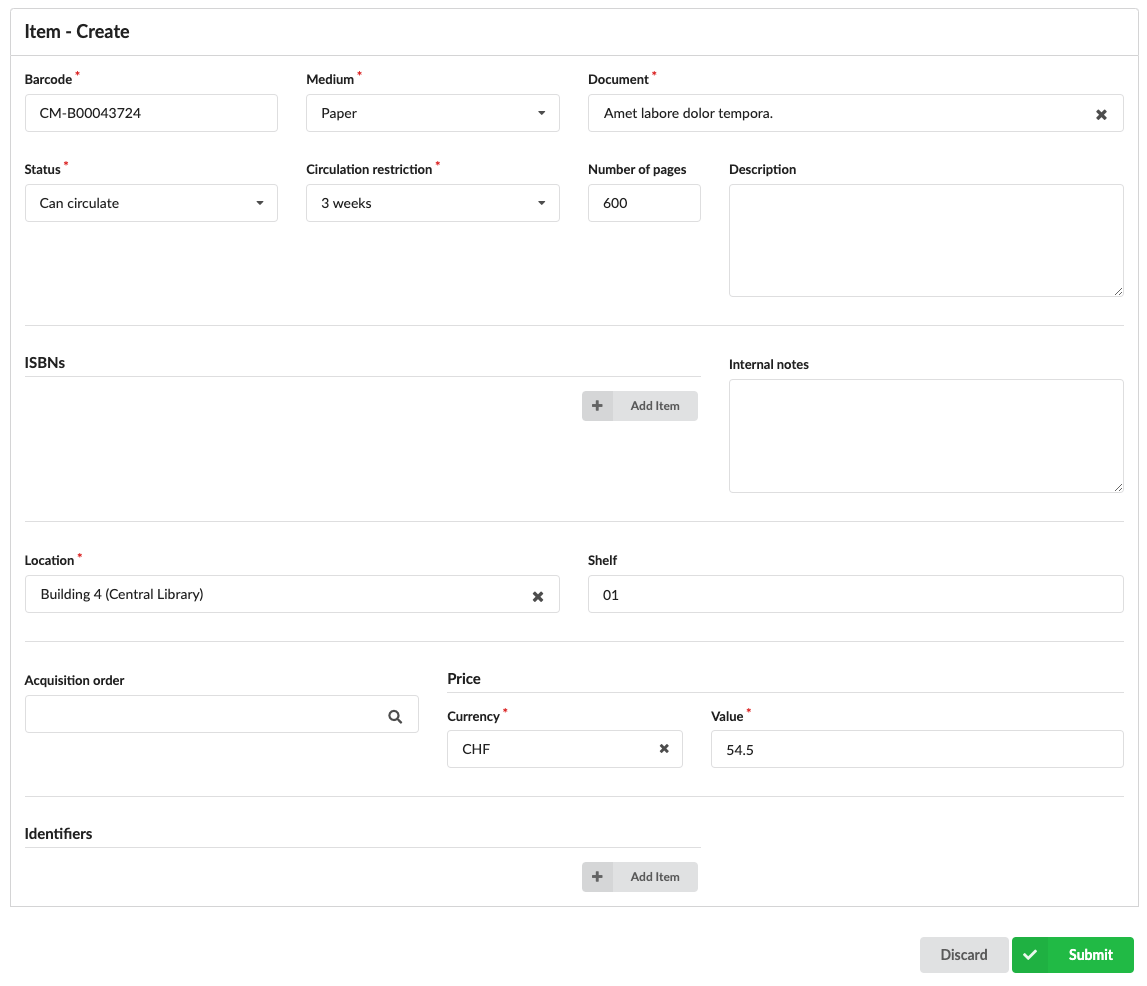 Item - Create
Barcode * Medium * Document *
CM-B00043724 Paper Amet labore dolor tempora.
Status * Circulation restriction * Number of pages Description
Can circulate 3 weeks 600
ISBNs
Internal notes
Add Item
Location * Shelf
Building 4 (Central Library) 01
Acquisition order Price
Currency * Value *
CHF 54.5
Identifiers
Add Item
Discard Submit